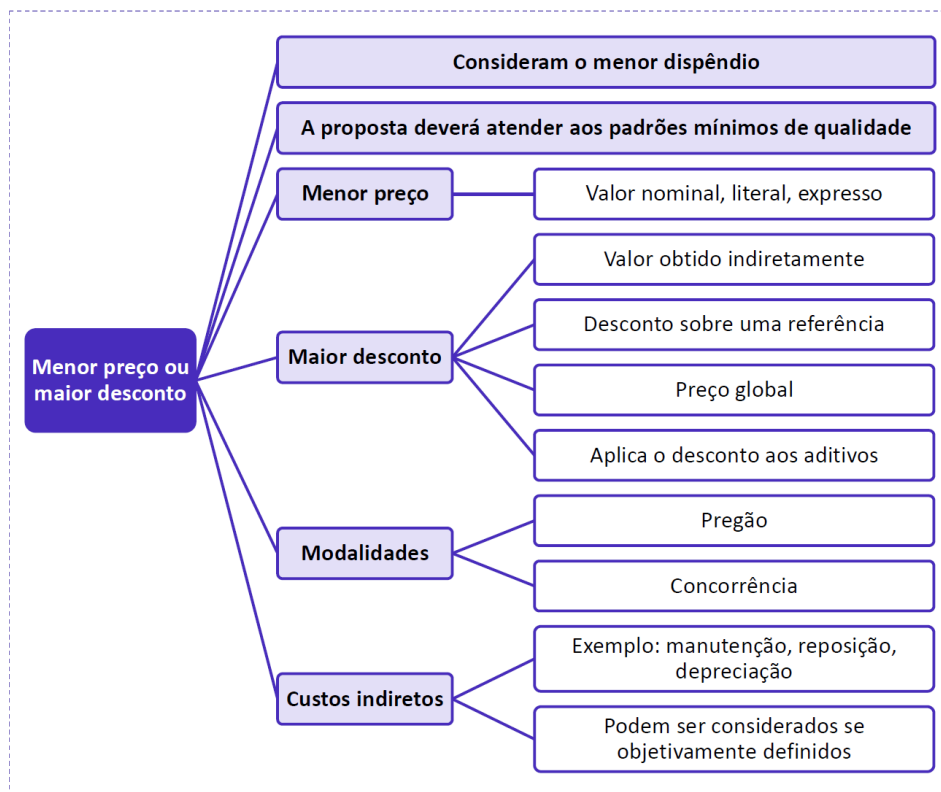 Consideram o menor dispêndio
A proposta deverá atender aos padrões mínimos de qualidade
Menor preço
Valor nominal, literal, expresso
Valor obtido indiretamente
Desconto sobre uma referência
Menor preço ou
maior desconto
Maior desconto
Preço global
Aplica o desconto aos aditivos
Modalidades
Pregão
Concorrência
Custos indiretos
Exemplo: manutenção, reposição,
depreciação
Podem ser considerados se
objetivamente definidos